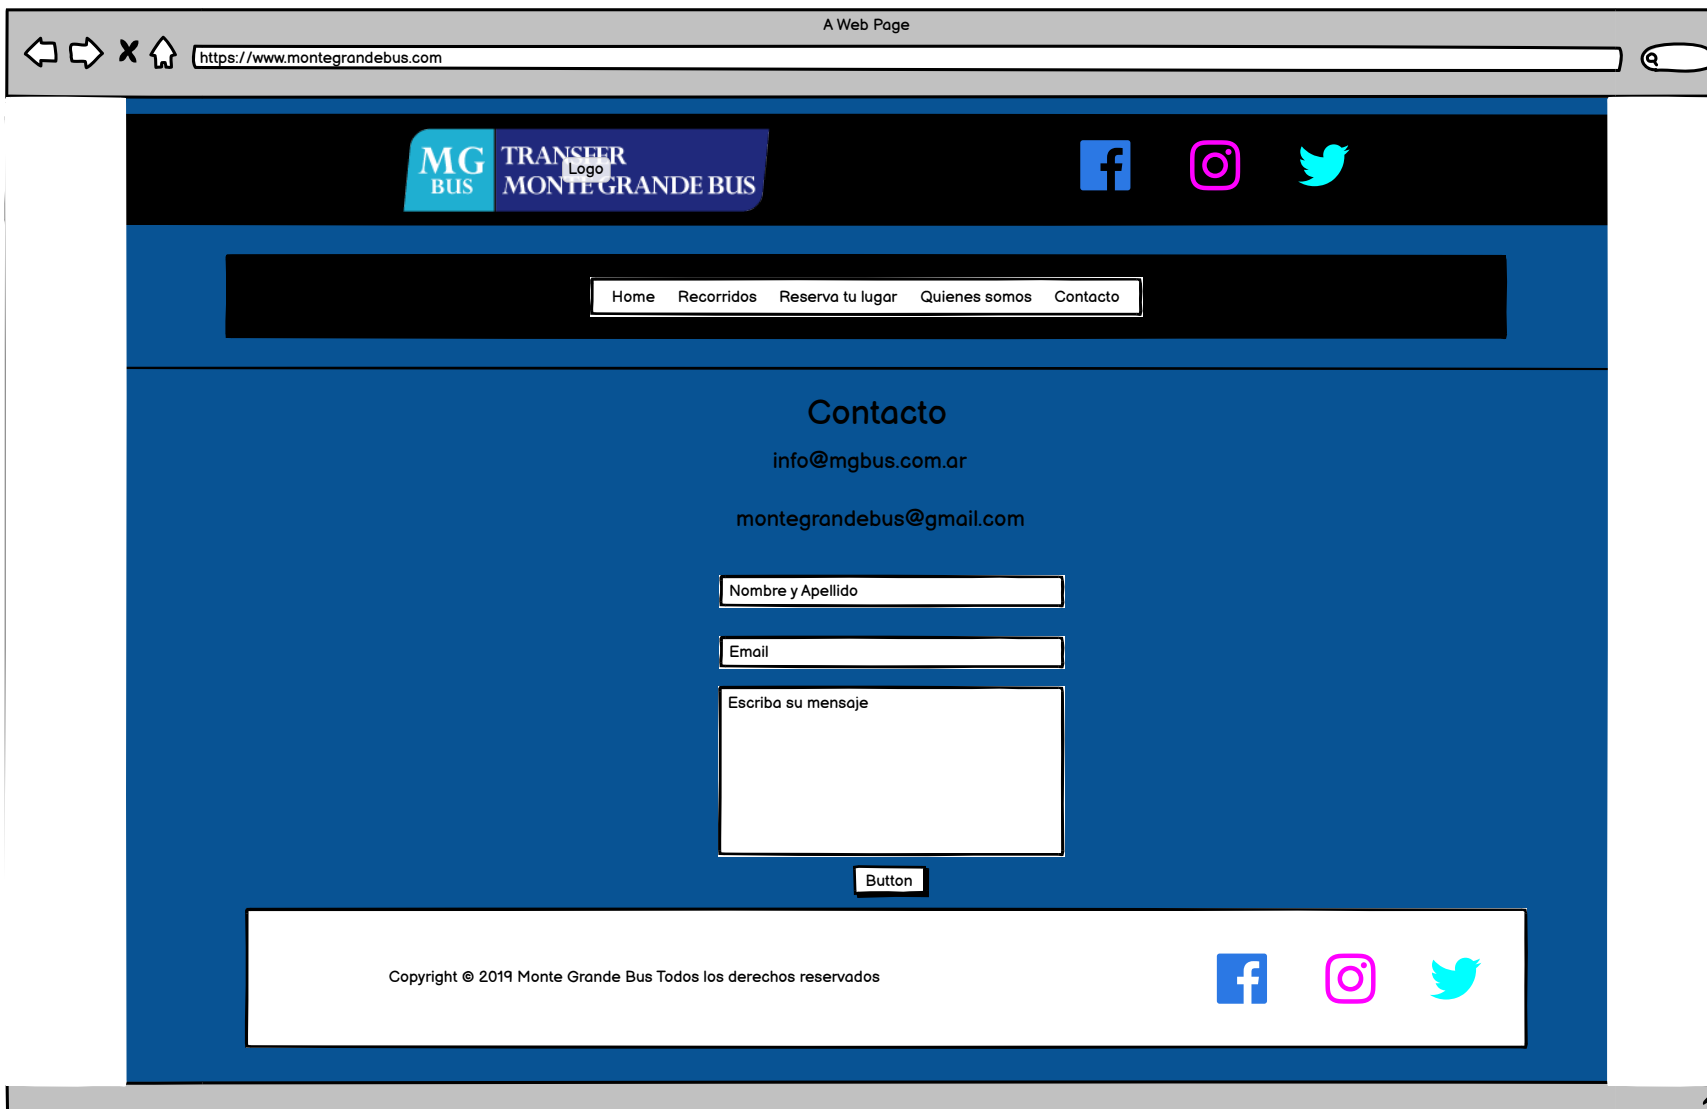 A Web Page
https://www.montegrandebus.com
MG
BUS
TRANSFER
MONTE GRANDE BUS
Logo
Home Recorridos Reserva tu lugar Quienes somos Contacto
Contacto
info@mgbus.com.ar
montegrandebus@gmail.com
Nombre y Apellido
Email
Escriba su mensaje
Button
Copyright © 2019 Monte Grande Bus Todos los derechos reservados